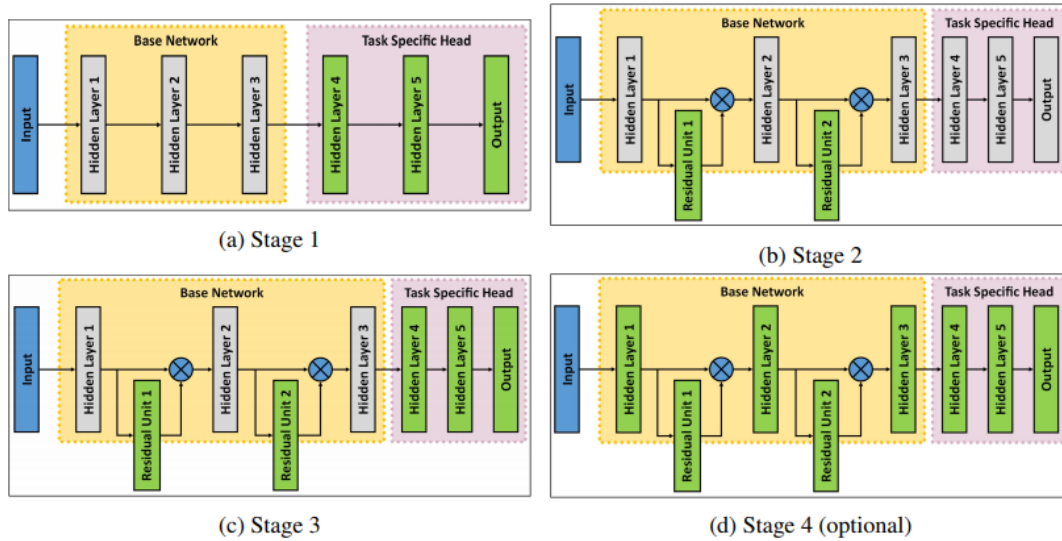 Base Network
Task Specific Head
Input
Hidden Layer 1
Hidden Layer 2
Hidden Layer 3
Hidden Layer 4
Hidden Layer 5
Output
(a) Stage 1
Base Network
Task Specific Head
Input
Hidden Layer 1
Residual Unit 1
Hidden Layer 2
Residual Unit 2
Hidden Layer 3
Hidden Layer 4
Hidden Layer 5
Output
(b) Stage 2
Base Network
Task Specific Head
Input
Hidden Layer 1
Residual Unit 1
Hidden Layer 2
Residual Unit 2
Hidden Layer 3
Hidden Layer 4
Hidden Layer 5
Output
(c) Stage 3
Base Network
Task Specific Head
Input
Hidden Layer 1
Residual Unit 1
Hidden Layer 2
Residual Unit 2
Hidden Layer 3
Hidden Layer 4
Hidden Layer 5
Output
(d) Stage 4 (optional)